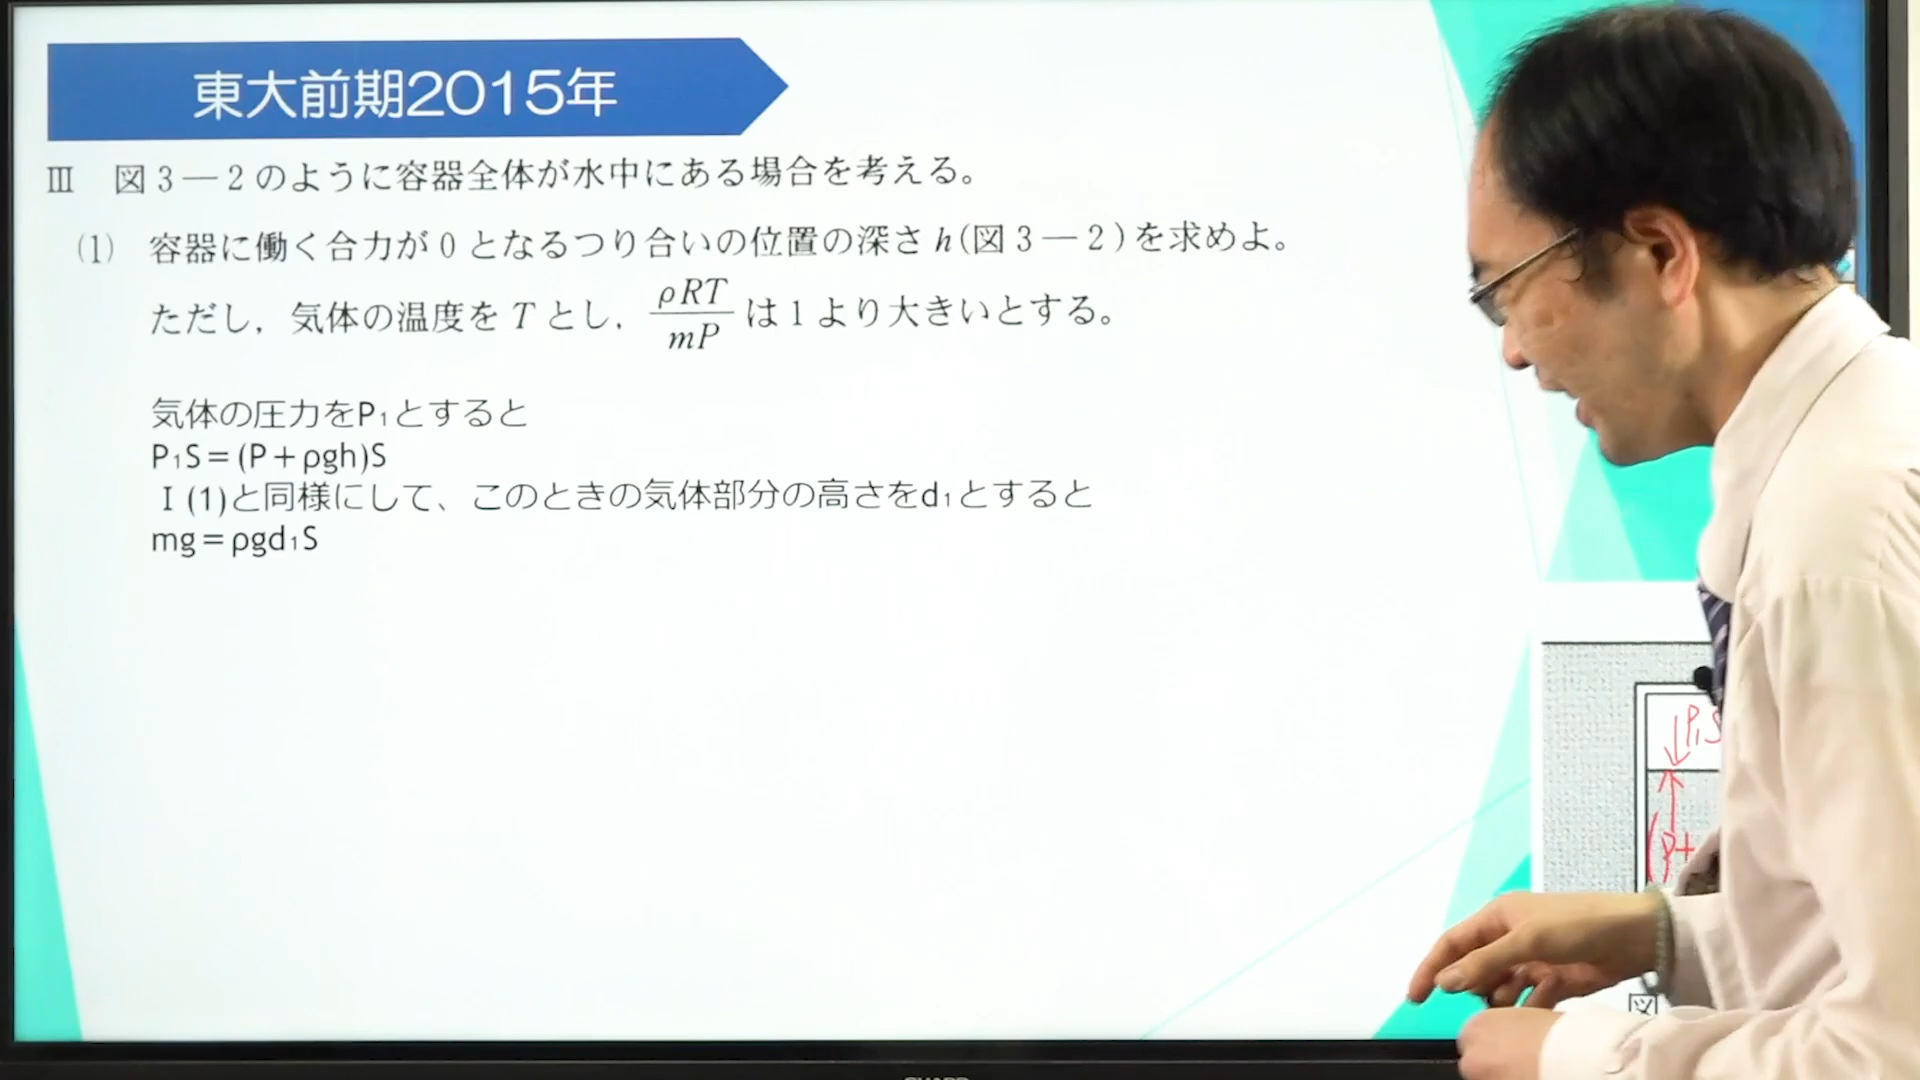 東大前期2015年
Ⅲ 図3―2のように容器全体が水中にある場合を考える。
(1) 容器に働く合力が0となるつり合いの位置の深さh(図3―2)を求めよ。
ただし,気体の温度をTとし,ρRT/mPは1より大きいとする。
気体の圧力をP₁とすると
P₁S=(P+ρgh)S
Ⅰ(1)と同様にして、このときの気体部分の高さをd₁とすると
mg=ρgd₁S
P₁S
(P+
図